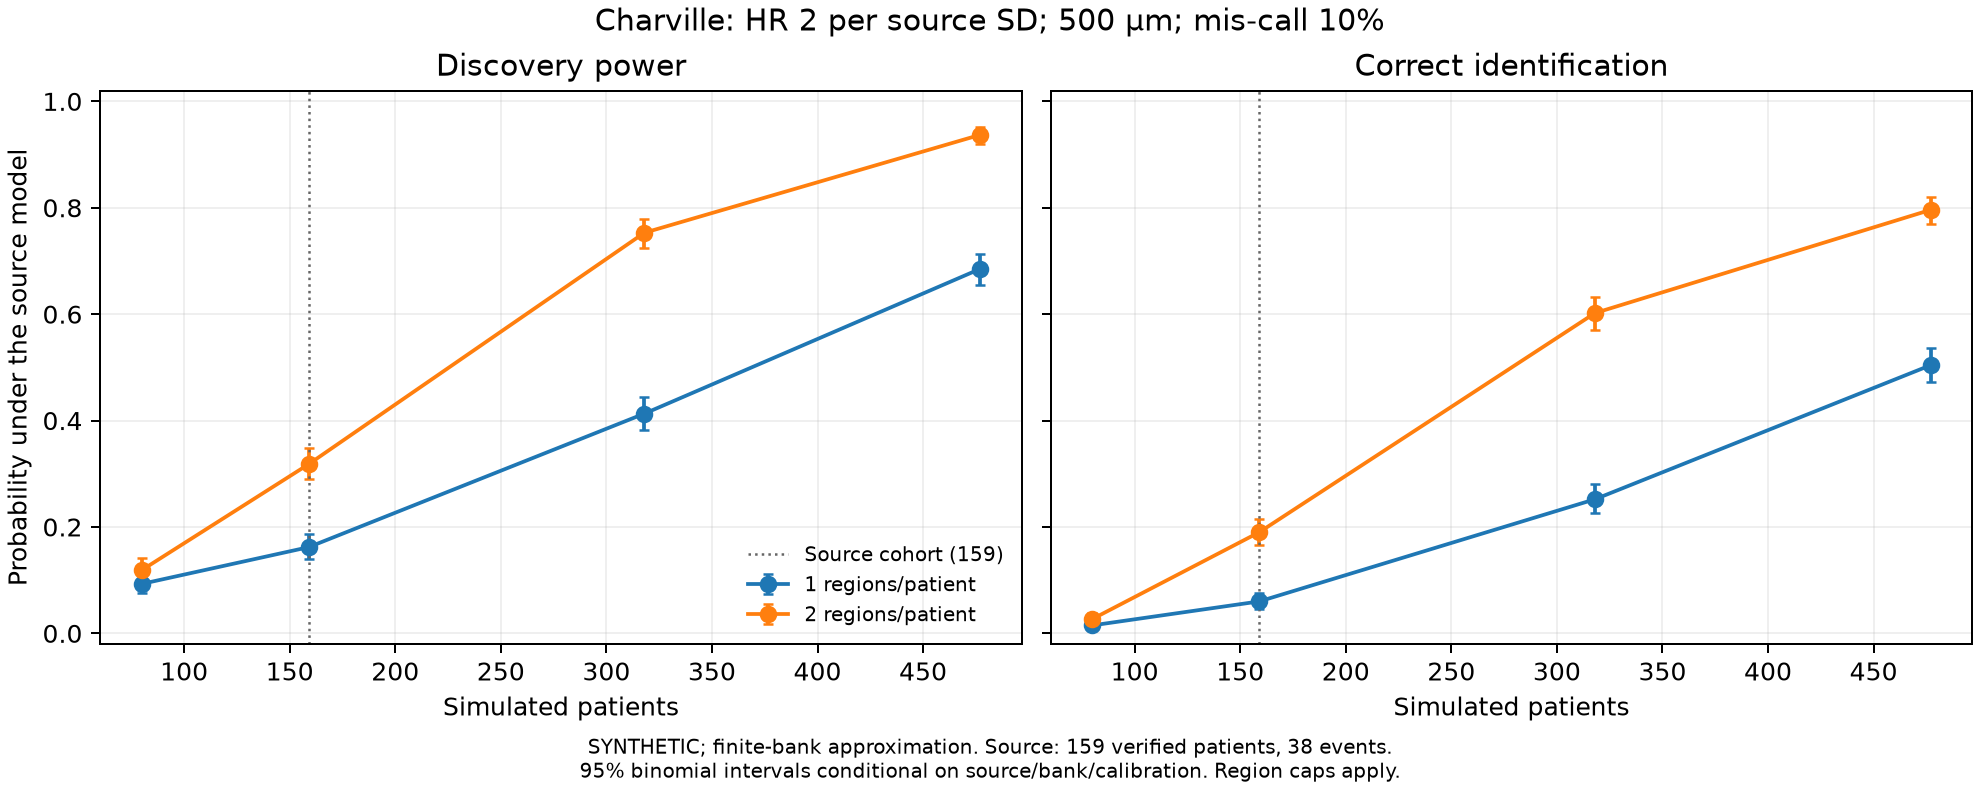 Charville: HR 2 per source SD; 500 µm; mis-call 10%
Discovery power
Correct identification
Probability under the source model
1.0
0.8
0.6
0.4
0.2
0.0
Source cohort (159)
1 regions/patient
2 regions/patient
100 150 200 250 300 350 400 450
100 150 200 250 300 350 400 450
Simulated patients
Simulated patients
SYNTHETIC; finite-bank approximation. Source: 159 verified patients, 38 events.
95% binomial intervals conditional on source/bank/calibration. Region caps apply.